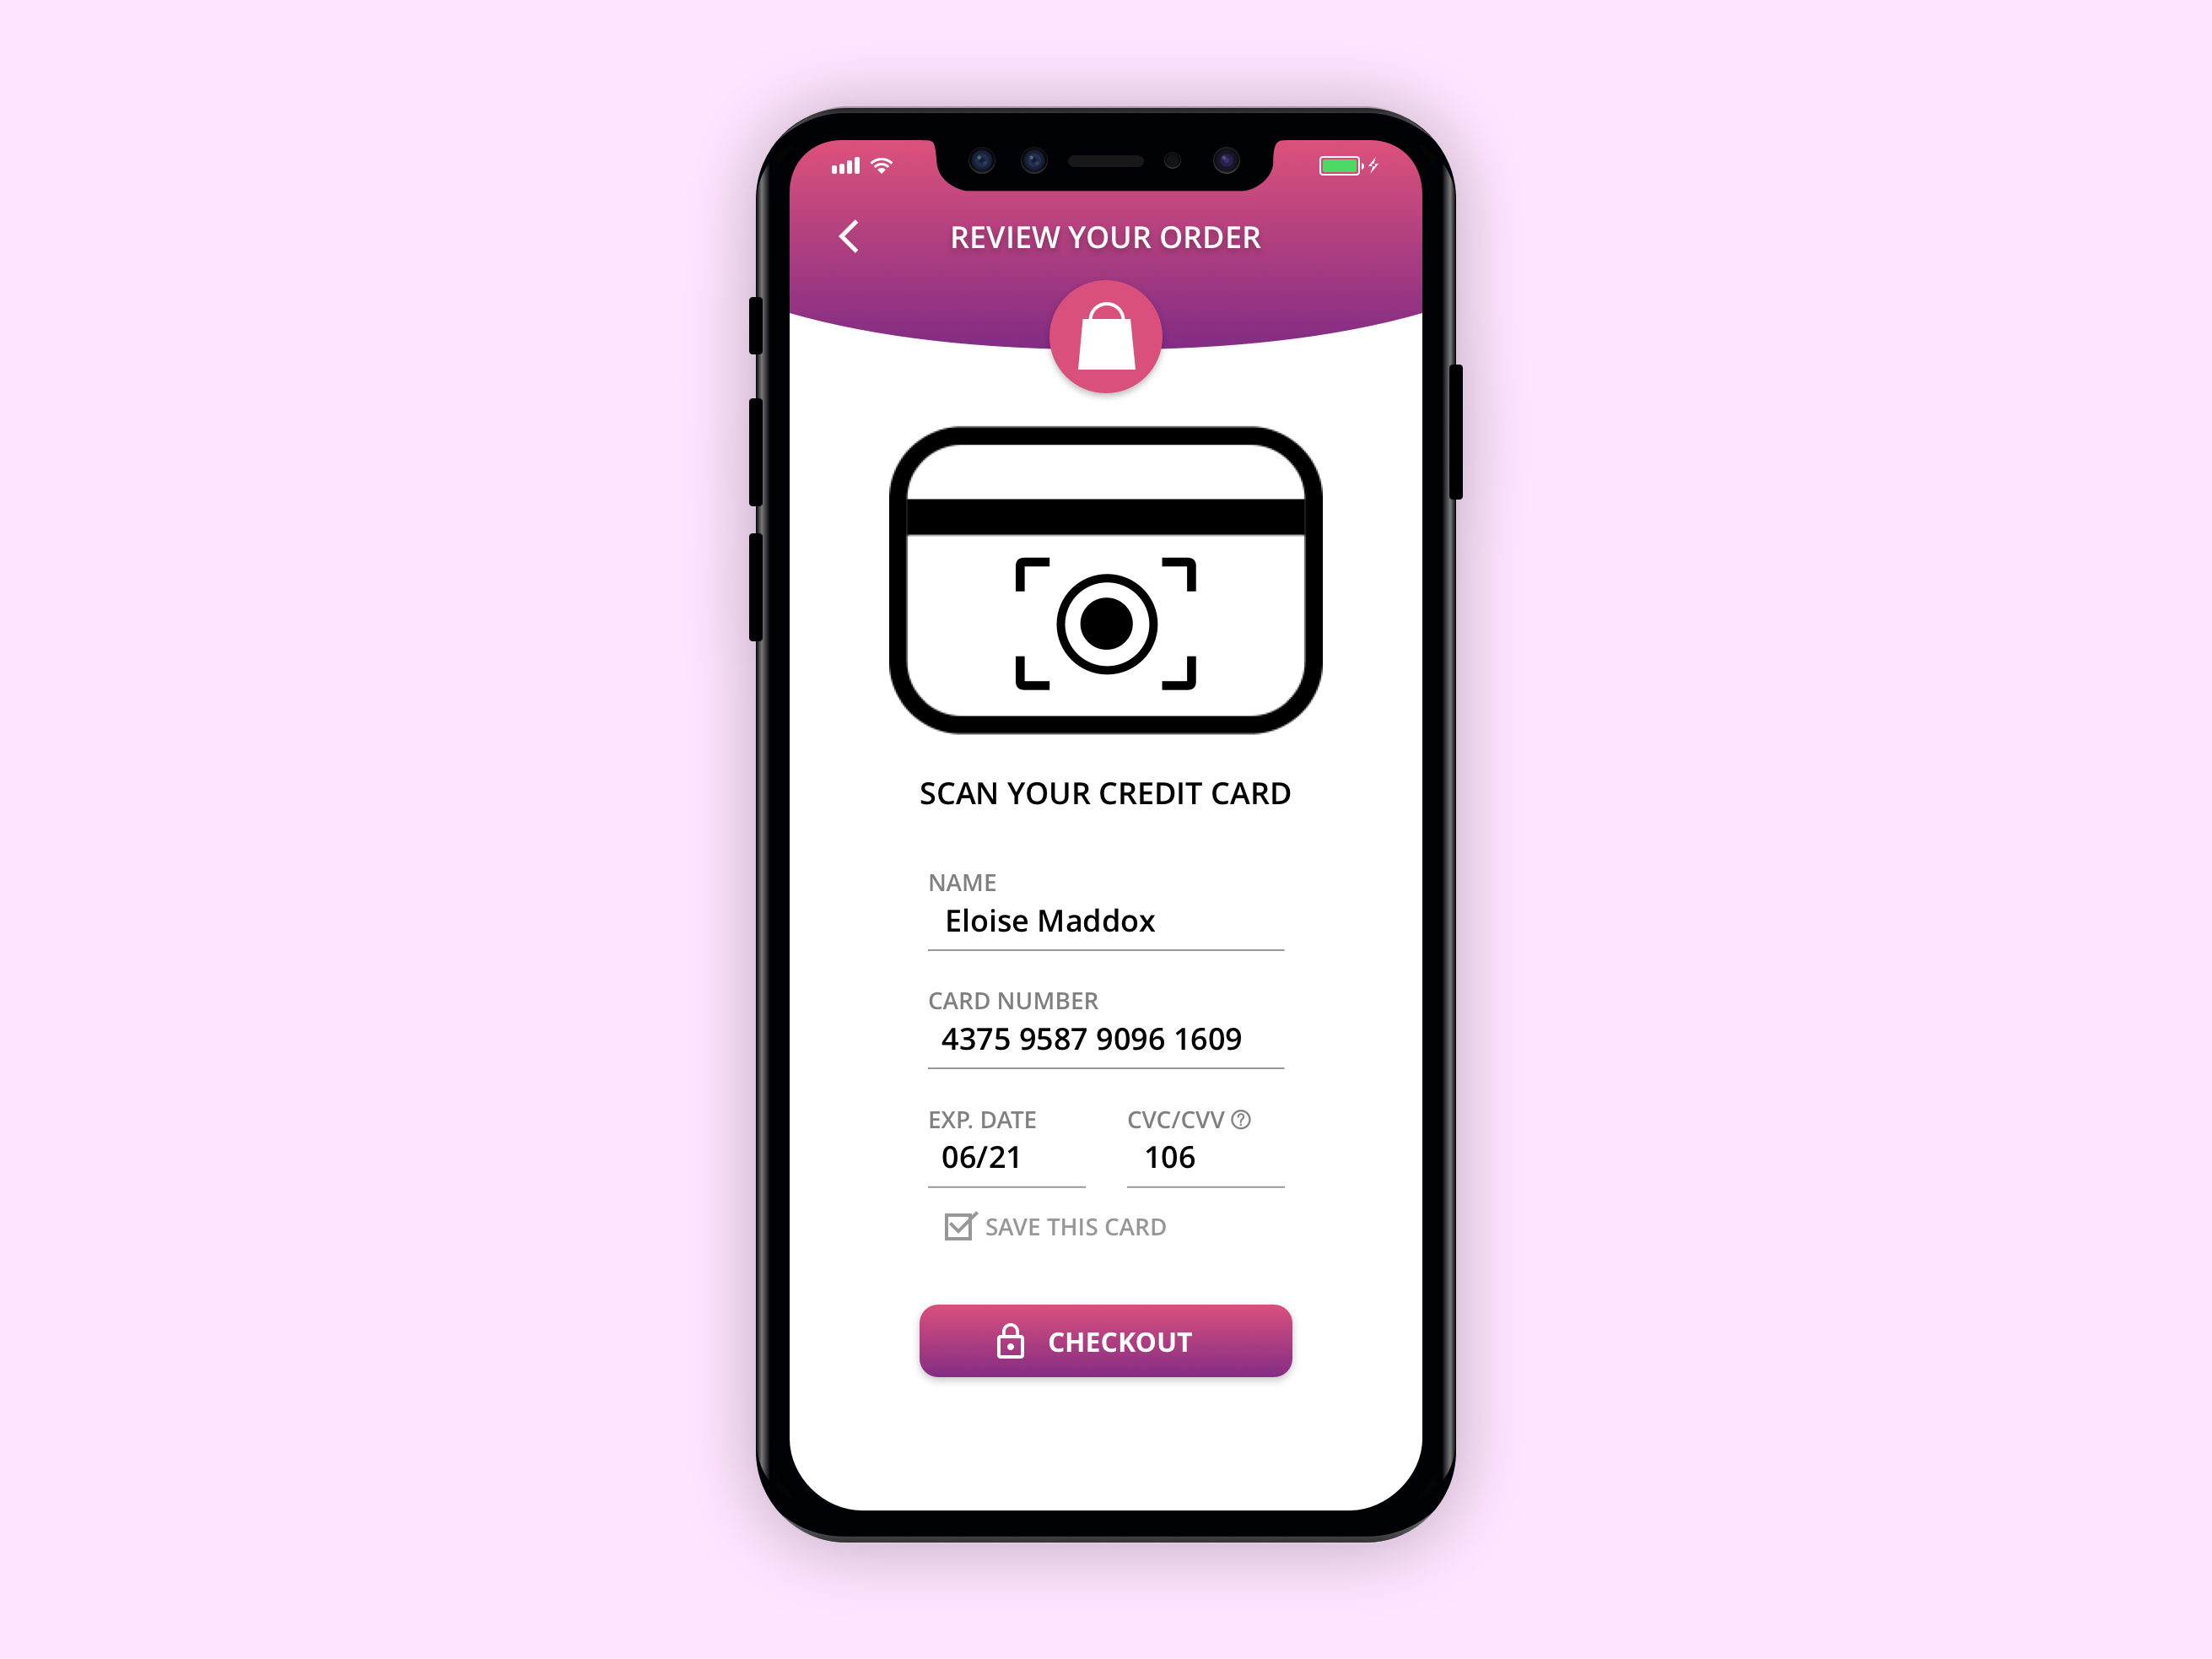 REVIEW YOUR ORDER
SCAN YOUR CREDIT CARD
NAME
Eloise Maddox
CARD NUMBER
4375 9587 9096 1609
EXP. DATE
CVC/CVV ?
06/21
106
SAVE THIS CARD
CHECKOUT